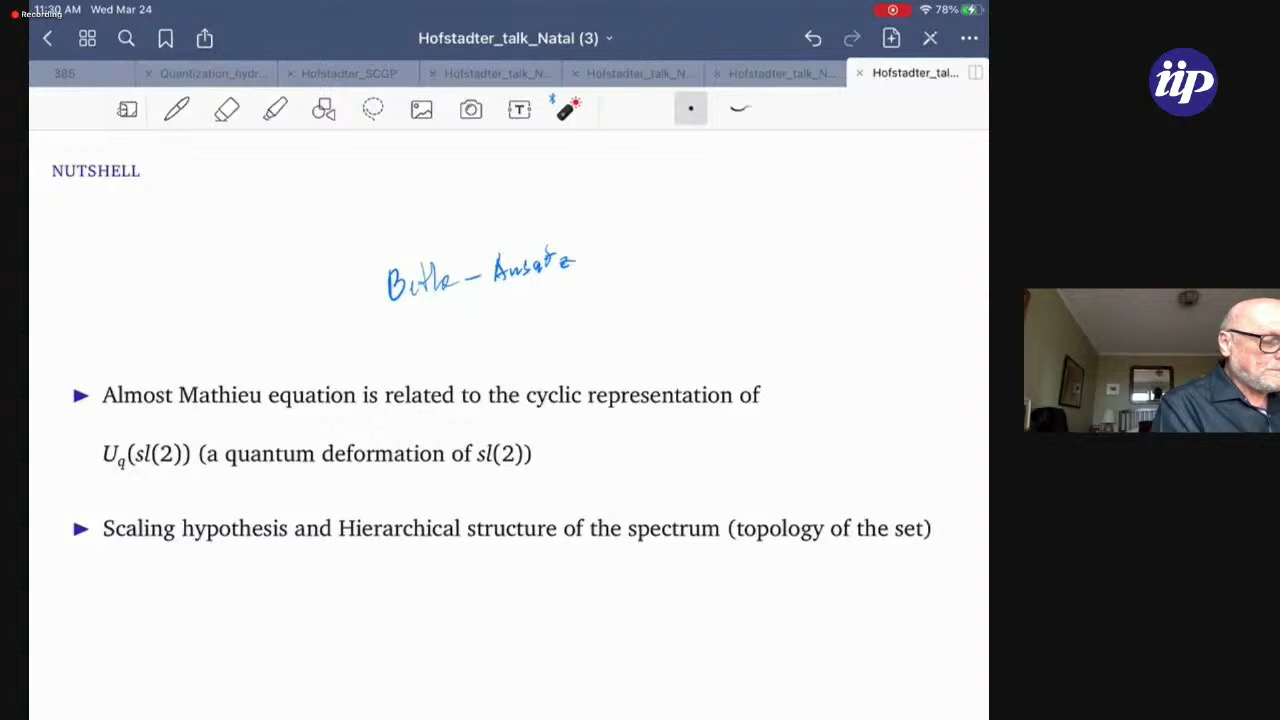 11:30 AM Wed Mar 24
Recording
78%
Hofstadter_talk_Natal (3)
386
Quantization_hydr...
Hofstadter_SCGP
Hofstadter_talk_N...
Hofstadter_talk_N...
Hofstadter_talk_N...
Hofstadter_tal...
T
iip
NUTSHELL
Bethe - Ansatz
▶ Almost Mathieu equation is related to the cyclic representation of
U_q(sl(2)) (a quantum deformation of sl(2))
▶ Scaling hypothesis and Hierarchical structure of the spectrum (topology of the set)